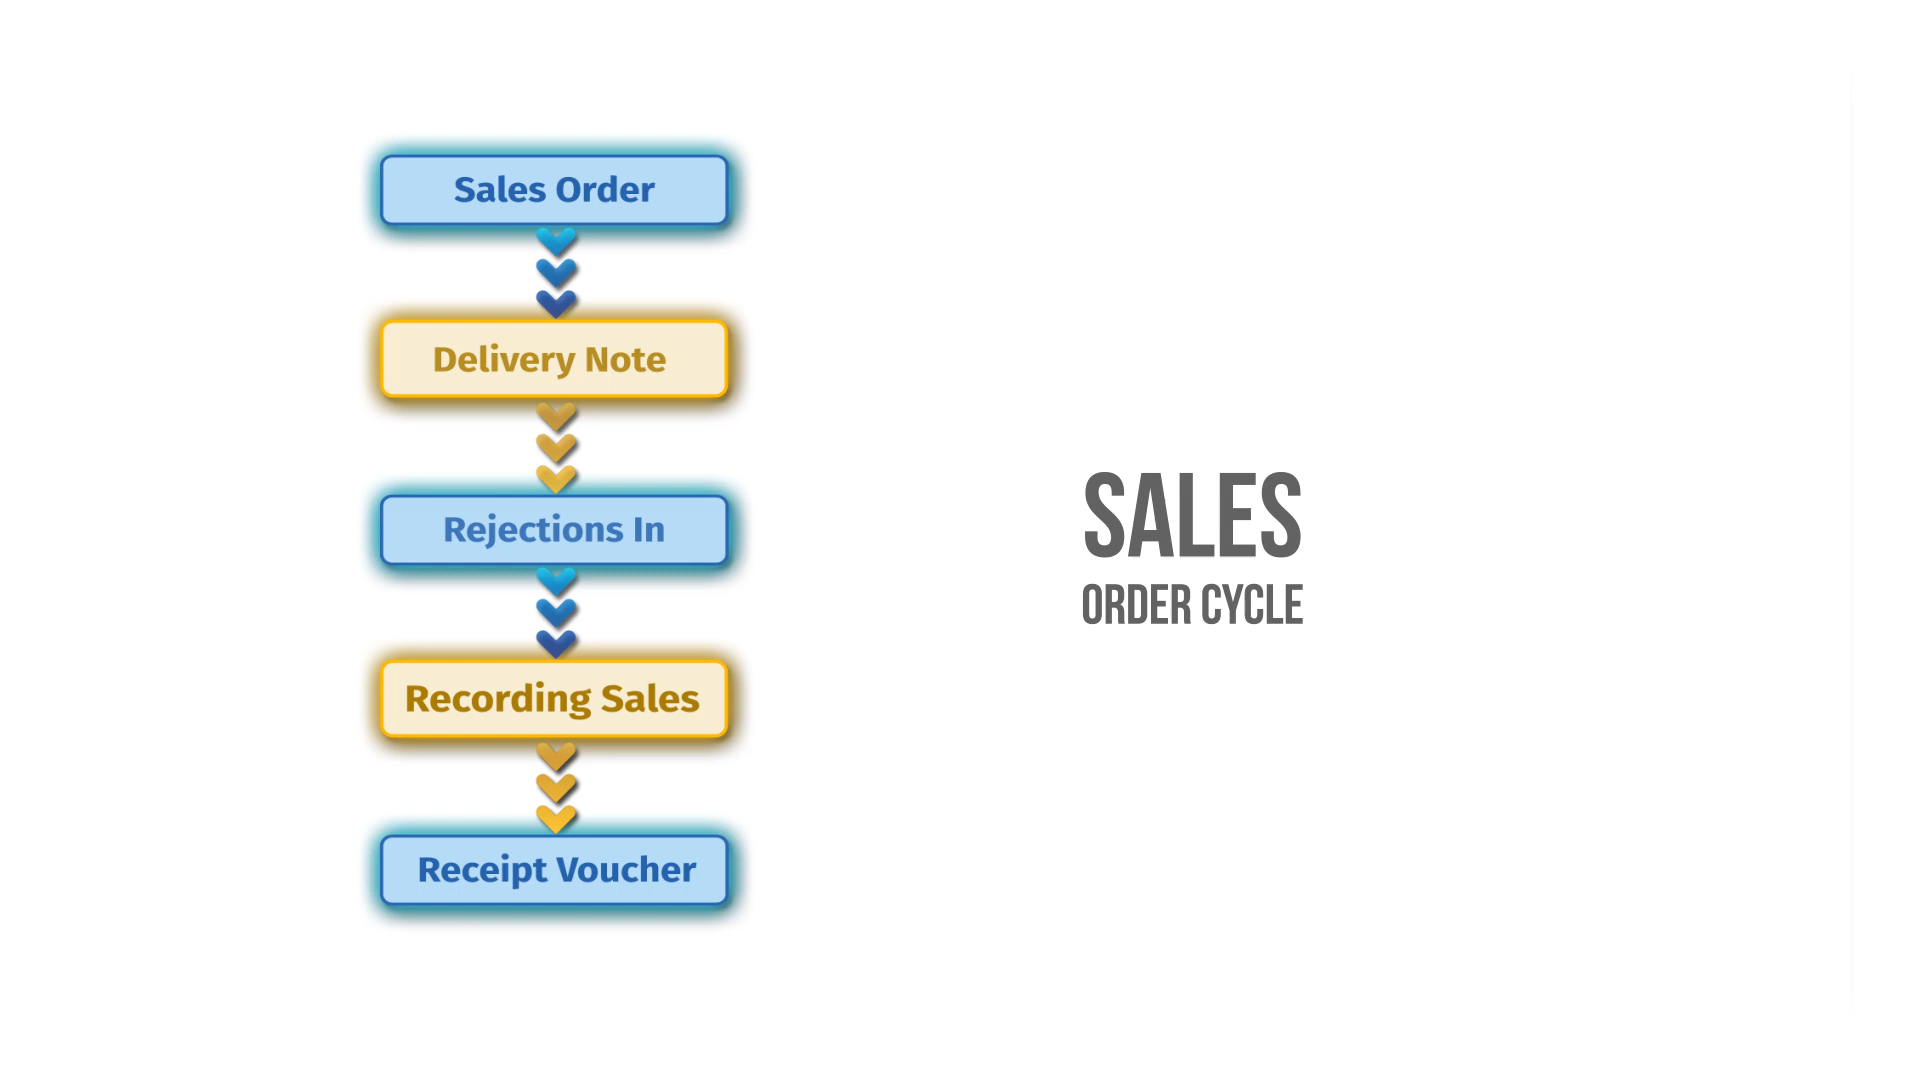 Sales Order
Delivery Note
Rejections In
Recording Sales
Receipt Voucher
SALES
ORDER CYCLE